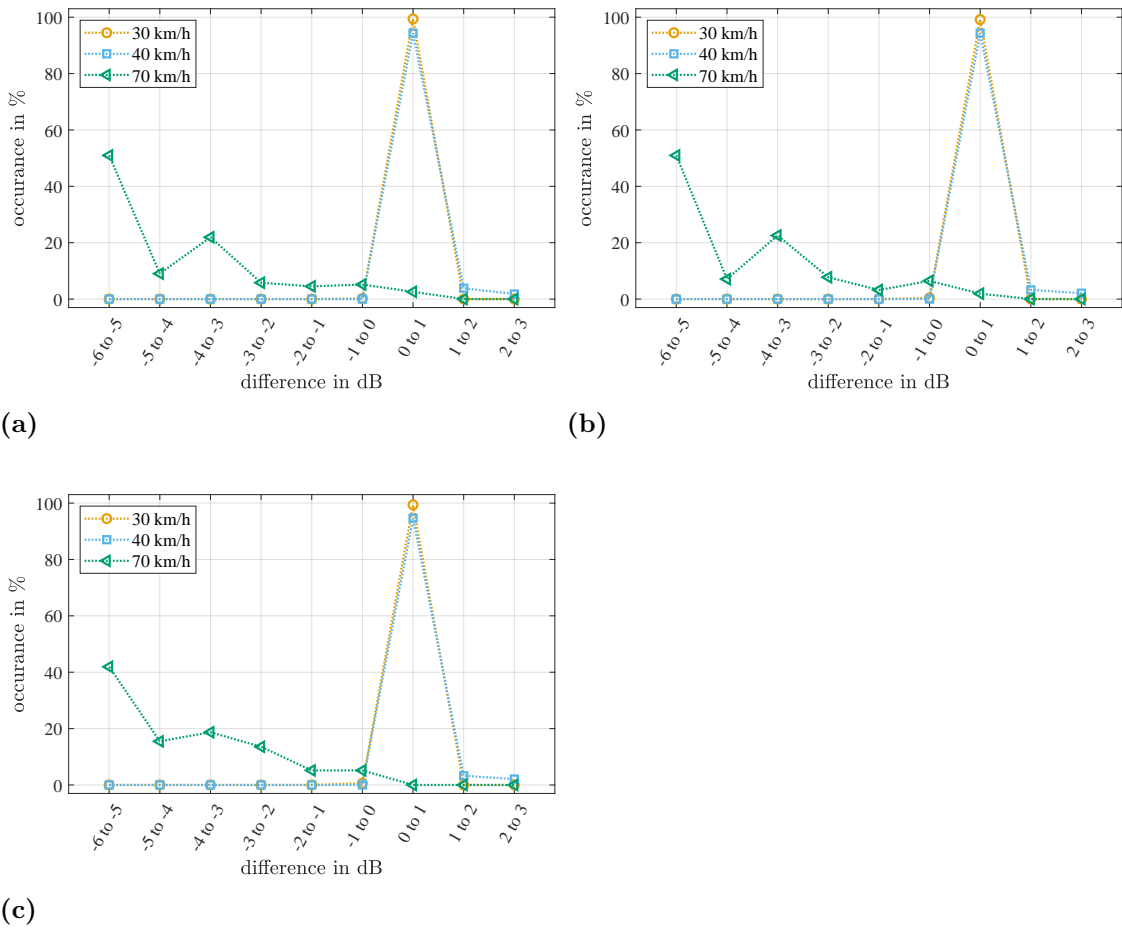 100
80
60
40
20
0
occurance in %
30 km/h
40 km/h
70 km/h
-6 to -5
-5 to -4
-4 to -3
-3 to -2
-2 to -1
-1 to 0
0 to 1
1 to 2
2 to 3
difference in dB
(a)
100
80
60
40
20
0
occurance in %
30 km/h
40 km/h
70 km/h
-6 to -5
-5 to -4
-4 to -3
-3 to -2
-2 to -1
-1 to 0
0 to 1
1 to 2
2 to 3
difference in dB
(b)
100
80
60
40
20
0
occurance in %
30 km/h
40 km/h
70 km/h
-6 to -5
-5 to -4
-4 to -3
-3 to -2
-2 to -1
-1 to 0
0 to 1
1 to 2
2 to 3
difference in dB
(c)